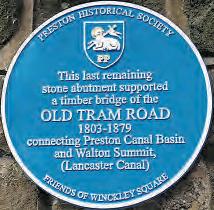 PRESTON HISTORICAL SOCIETY
PP
This last remaining
stone abutment supported
a timber bridge of the
OLD TRAM ROAD
1803-1879
connecting Preston Canal Basin
and Walton Summit,
(Lancaster Canal)
FRIENDS OF WINCKLEY SQUARE